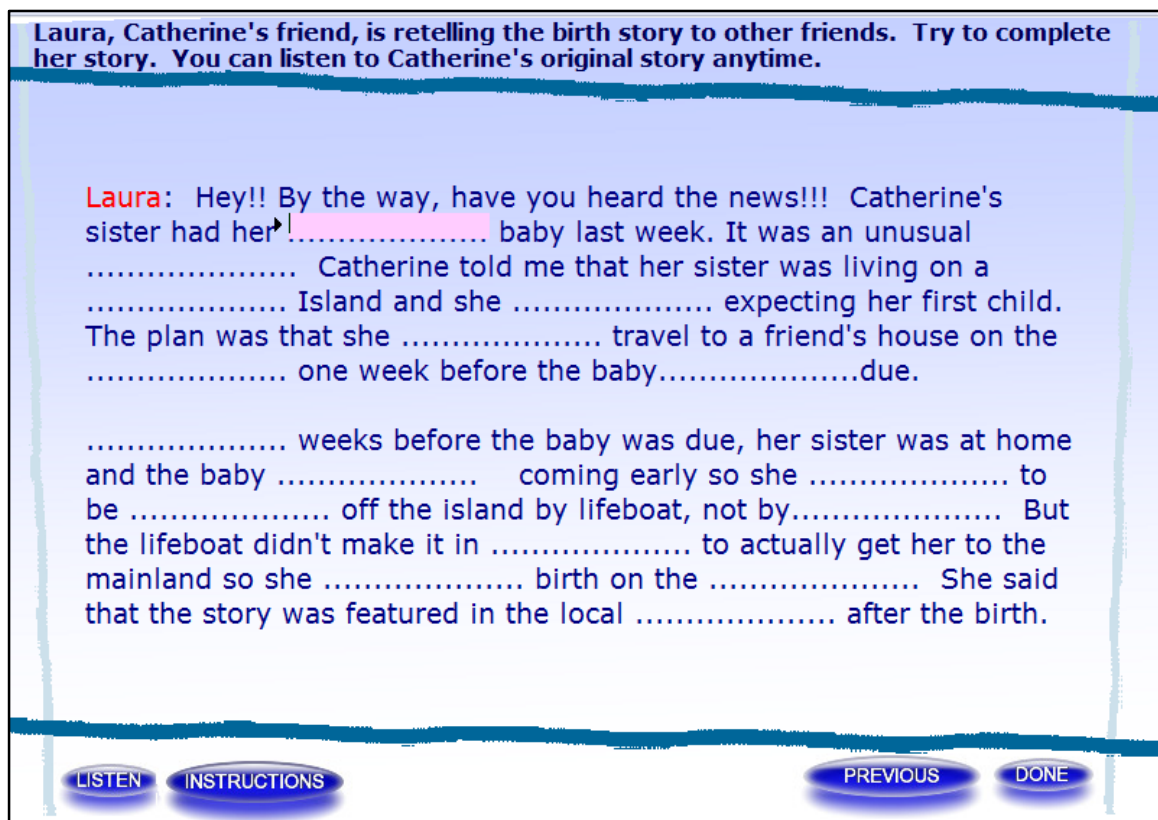 Laura, Catherine's friend, is retelling the birth story to other friends.  Try to complete
her story.  You can listen to Catherine's original story anytime.
Laura:  Hey!! By the way, have you heard the news!!!  Catherine's
sister had her .................... baby last week. It was an unusual
.....................  Catherine told me that her sister was living on a
.................... Island and she .................... expecting her first child.
The plan was that she .................... travel to a friend's house on the
.................... one week before the baby....................due.
.................... weeks before the baby was due, her sister was at home
and the baby ....................    coming early so she .................... to
be .................... off the island by lifeboat, not by.....................  But
the lifeboat didn't make it in .................... to actually get her to the
mainland so she .................... birth on the .....................  She said
that the story was featured in the local .................... after the birth.
LISTEN INSTRUCTIONS PREVIOUS DONE